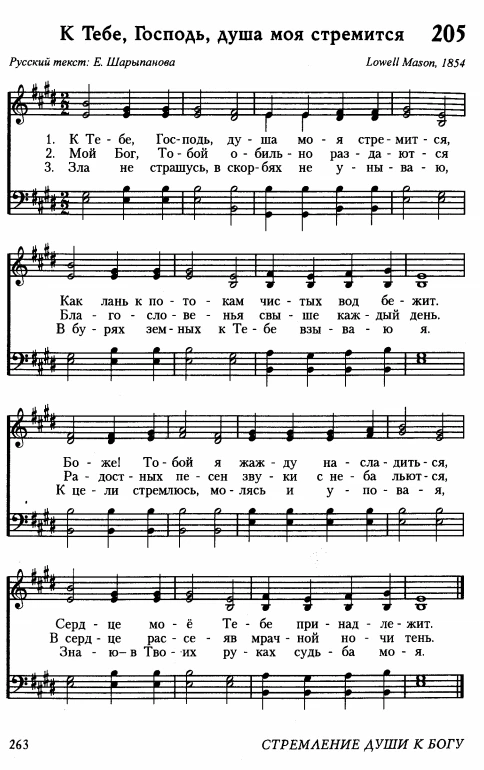 К Тебе, Господь, душа моя стремится 205
Русский текст: Е. Шарыпанова Lowell Mason, 1854
1. К Те - бе, Гос-подь, ду - ша мо - я стре - мит - ся,
2. Мой Бог, То - бой о - биль - но раз - да - ют - ся
3. Зла не страшусь, в скор-бях не у - ны - ва - ю,
Как лань к по - то - кам чис - тых вод бе - жит.
Бла - го - сло - ве - нья свы - ше каж - дый день.
В бу - рях зем - ных к Те - бе взы - ва - ю я.
Бо - же! То - бой я жаж - ду на - сла - дить - ся,
Ра - дост - ных пе - сен зву - ки с не - ба льют - ся,
К це - ли стремлюсь, мо - лясь и у - по - ва - я,
Серд - це мо - ё Те - бе при - над - ле - жит.
В серд - це рас - се - яв мрач - ной но - чи тень.
Зна - ю – в Тво - их ру - ках судь - ба мо - я.
263 СТРЕМЛЕНИЕ ДУШИ К БОГУ